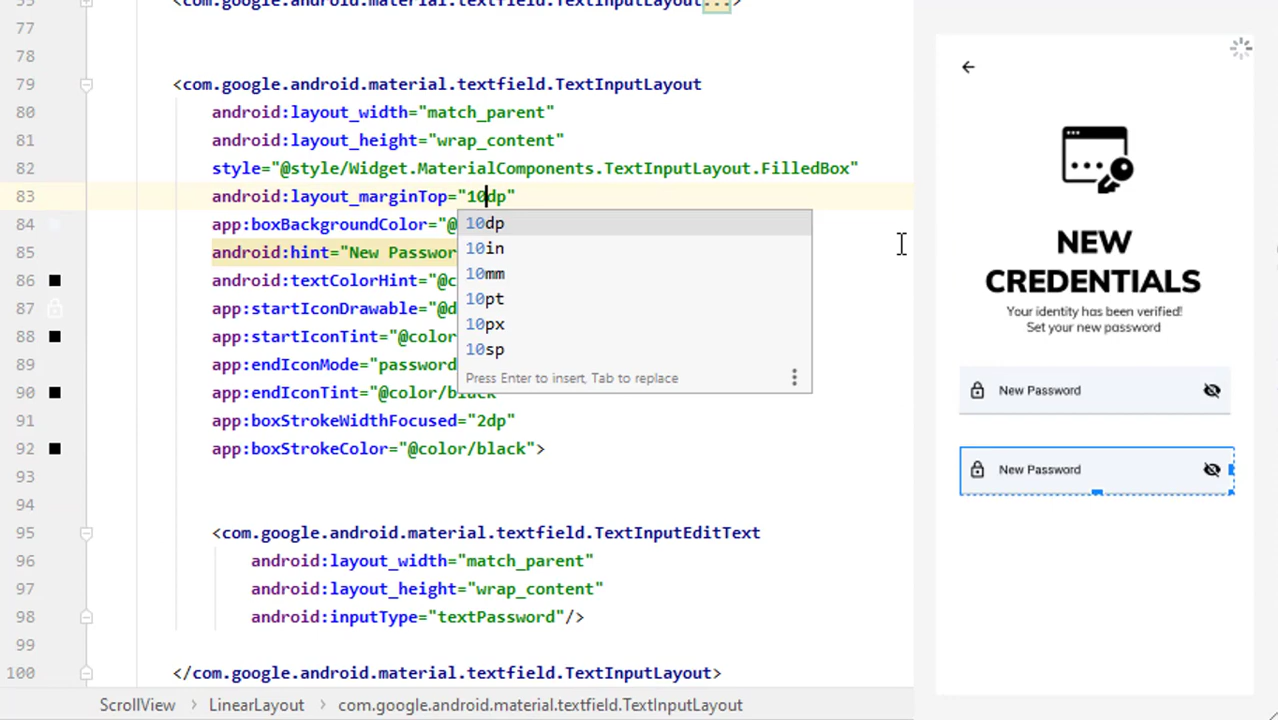 <com.google.android.material.textfield.TextInputLayout...>
77
78
79 <com.google.android.material.textfield.TextInputLayout
80 android:layout_width="match_parent"
81 android:layout_height="wrap_content"
82 style="@style/Widget.MaterialComponents.TextInputLayout.FilledBox"
83 android:layout_marginTop="10dp"
84 app:boxBackgroundColor="@
85 android:hint="New Passwor
86 android:textColorHint="@c
87 app:startIconDrawable="@d
88 app:startIconTint="@color
89 app:endIconMode="password
90 app:endIconTint="@color/black
91 app:boxStrokeWidthFocused="2dp"
92 app:boxStrokeColor="@color/black">
93
94
95 <com.google.android.material.textfield.TextInputEditText
96 android:layout_width="match_parent"
97 android:layout_height="wrap_content"
98 android:inputType="textPassword"/>
99
100 </com.google.android.material.textfield.TextInputLayout>
10dp
10in
10mm
10pt
10px
10sp
Press Enter to insert, Tab to replace
ScrollView › LinearLayout › com.google.android.material.textfield.TextInputLayout
NEW
CREDENTIALS
Your identity has been verified!
Set your new password
New Password
New Password